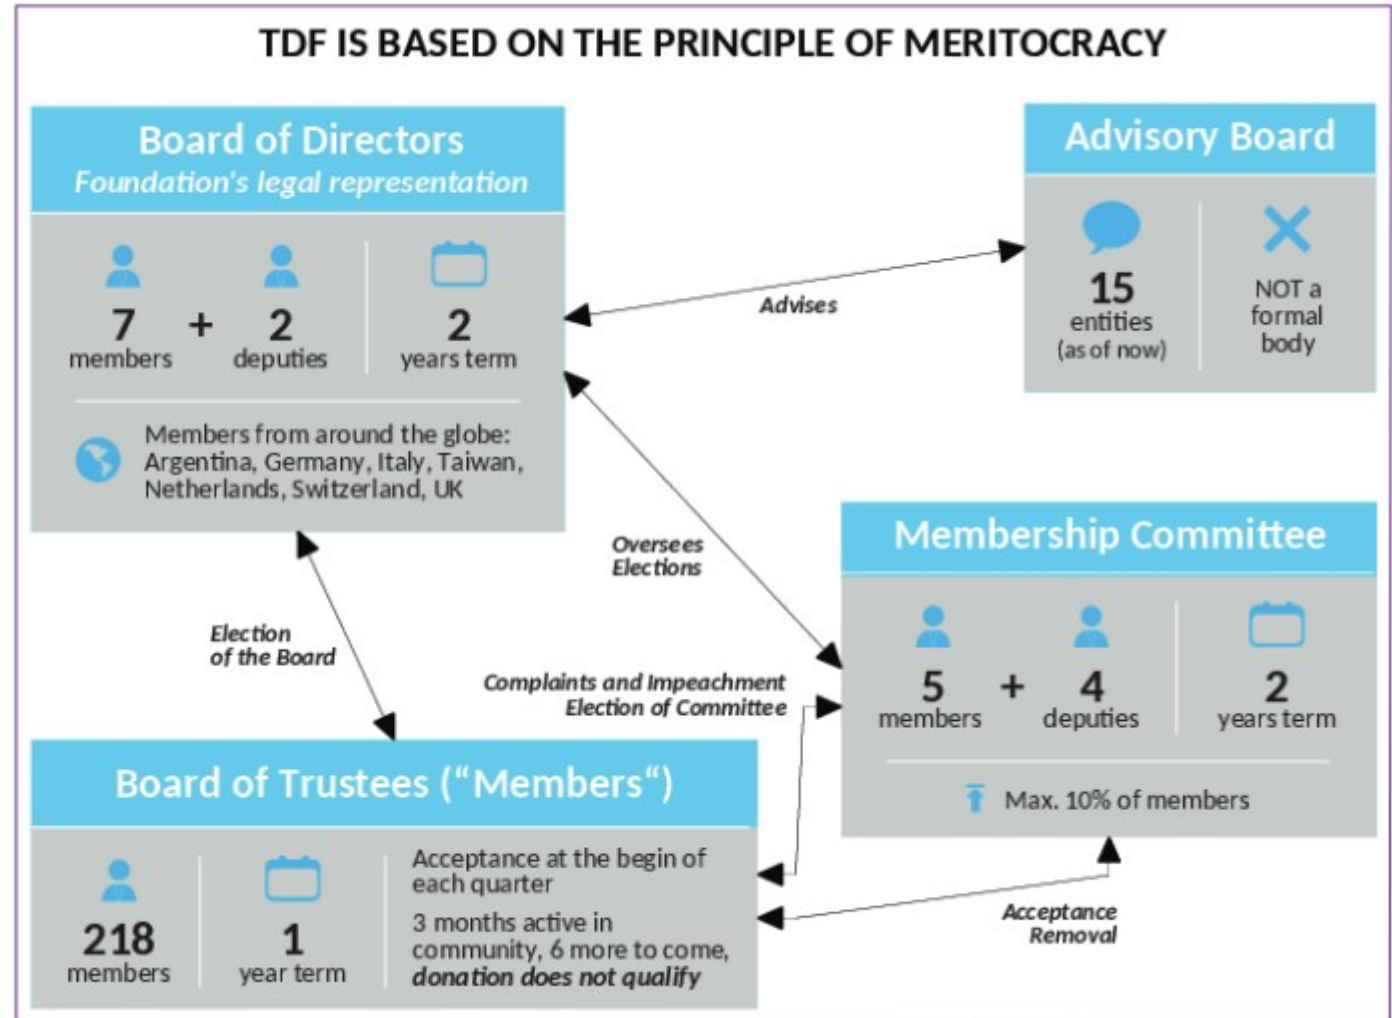 TDF IS BASED ON THE PRINCIPLE OF MERITOCRACY
Board of Directors
Foundation's legal representation
7 + 2 2
members deputies years term
Members from around the globe:
Argentina, Germany, Italy, Taiwan,
Netherlands, Switzerland, UK
Advises
Advisory Board
15
entities
(as of now)
NOT a
formal
body
Oversees
Elections
Election
of the Board
Complaints and Impeachment
Election of Committee
Membership Committee
5 + 4 2
members deputies years term
Max. 10% of members
Board of Trustees (“Members“)
218 1
members year term
Acceptance at the begin of
each quarter
3 months active in
community, 6 more to come,
donation does not qualify
Acceptance
Removal